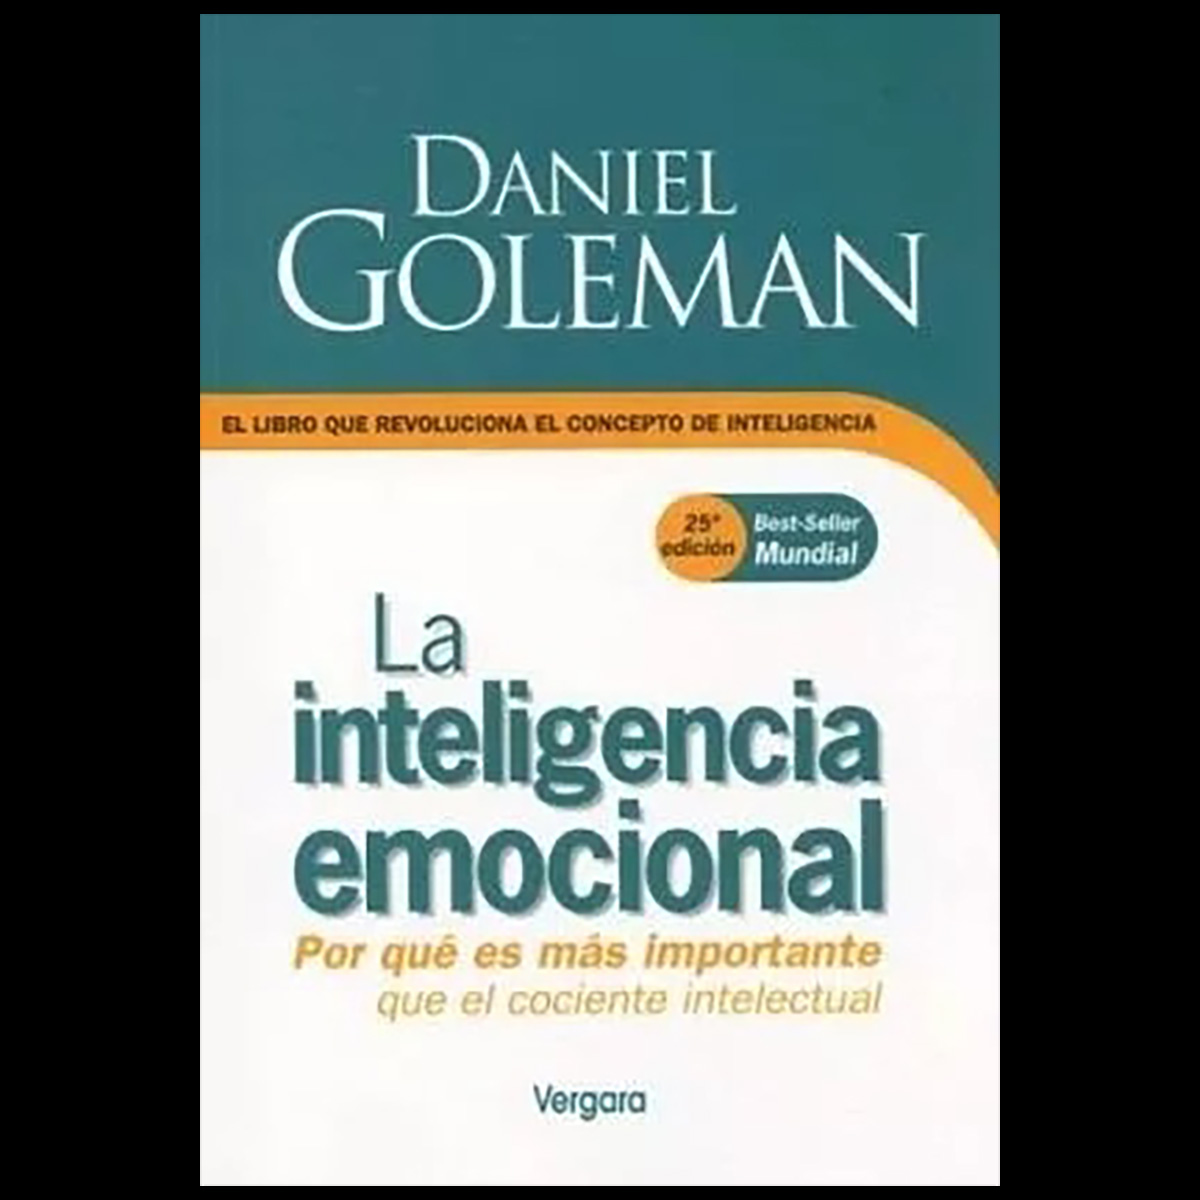 DANIEL
GOLEMAN
EL LIBRO QUE REVOLUCIONA EL CONCEPTO DE INTELIGENCIA
25ª edición
Best-Seller Mundial
La
inteligencia
emocional
Por qué es más importante
que el cociente intelectual
Vergara